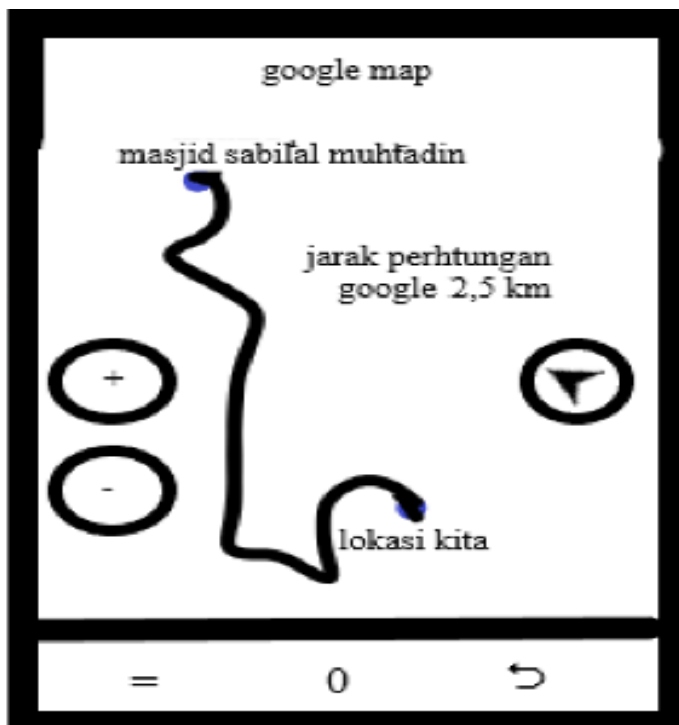 google map
masjid sabilal muhtadin
jarak perhtungan
google 2,5 km
+
-
lokasi kita
= 0